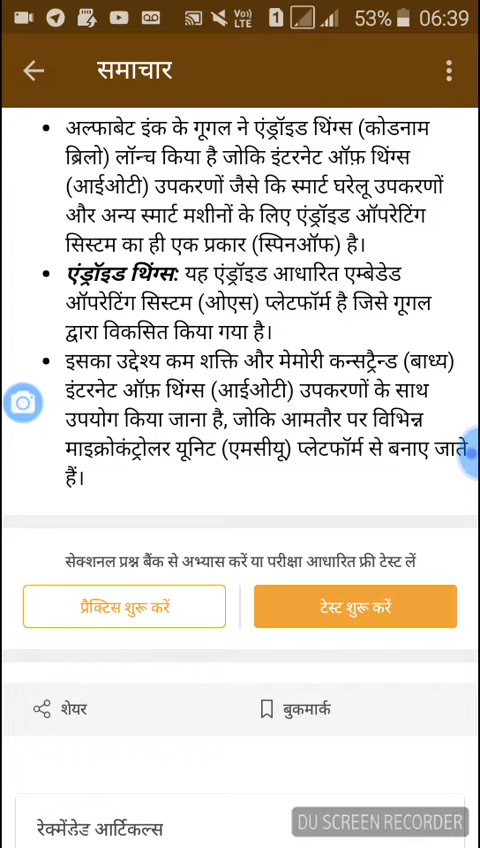 Vo)) LTE 1 53% 06:39
समाचार
अल्फाबेट इंक के गूगल ने एंड्रॉइड थिंग्स (कोडनाम
ब्रिलो) लॉन्च किया है जोकि इंटरनेट ऑफ़ थिंग्स
(आईओटी) उपकरणों जैसे कि स्मार्ट घरेलू उपकरणों
और अन्य स्मार्ट मशीनों के लिए एंड्रॉइड ऑपरेटिंग
सिस्टम का ही एक प्रकार (स्पिनऑफ) है।
एंड्रॉइड थिंग्स: यह एंड्रॉइड आधारित एम्बेडेड
ऑपरेटिंग सिस्टम (ओएस) प्लेटफॉर्म है जिसे गूगल
द्वारा विकसित किया गया है।
इसका उद्देश्य कम शक्ति और मेमोरी कन्सट्रैन्ड (बाध्य)
इंटरनेट ऑफ़ थिंग्स (आईओटी) उपकरणों के साथ
उपयोग किया जाना है, जोकि आमतौर पर विभिन्न
माइक्रोकंट्रोलर यूनिट (एमसीयू) प्लेटफॉर्म से बनाए जाते
हैं।
सेक्शनल प्रश्न बैंक से अभ्यास करें या परीक्षा आधारित फ्री टेस्ट लें
प्रैक्टिस शुरू करें
टेस्ट शुरू करें
शेयर
बुकमार्क
रेक्मेंडेड आर्टिकल्स
DU SCREEN RECORDER